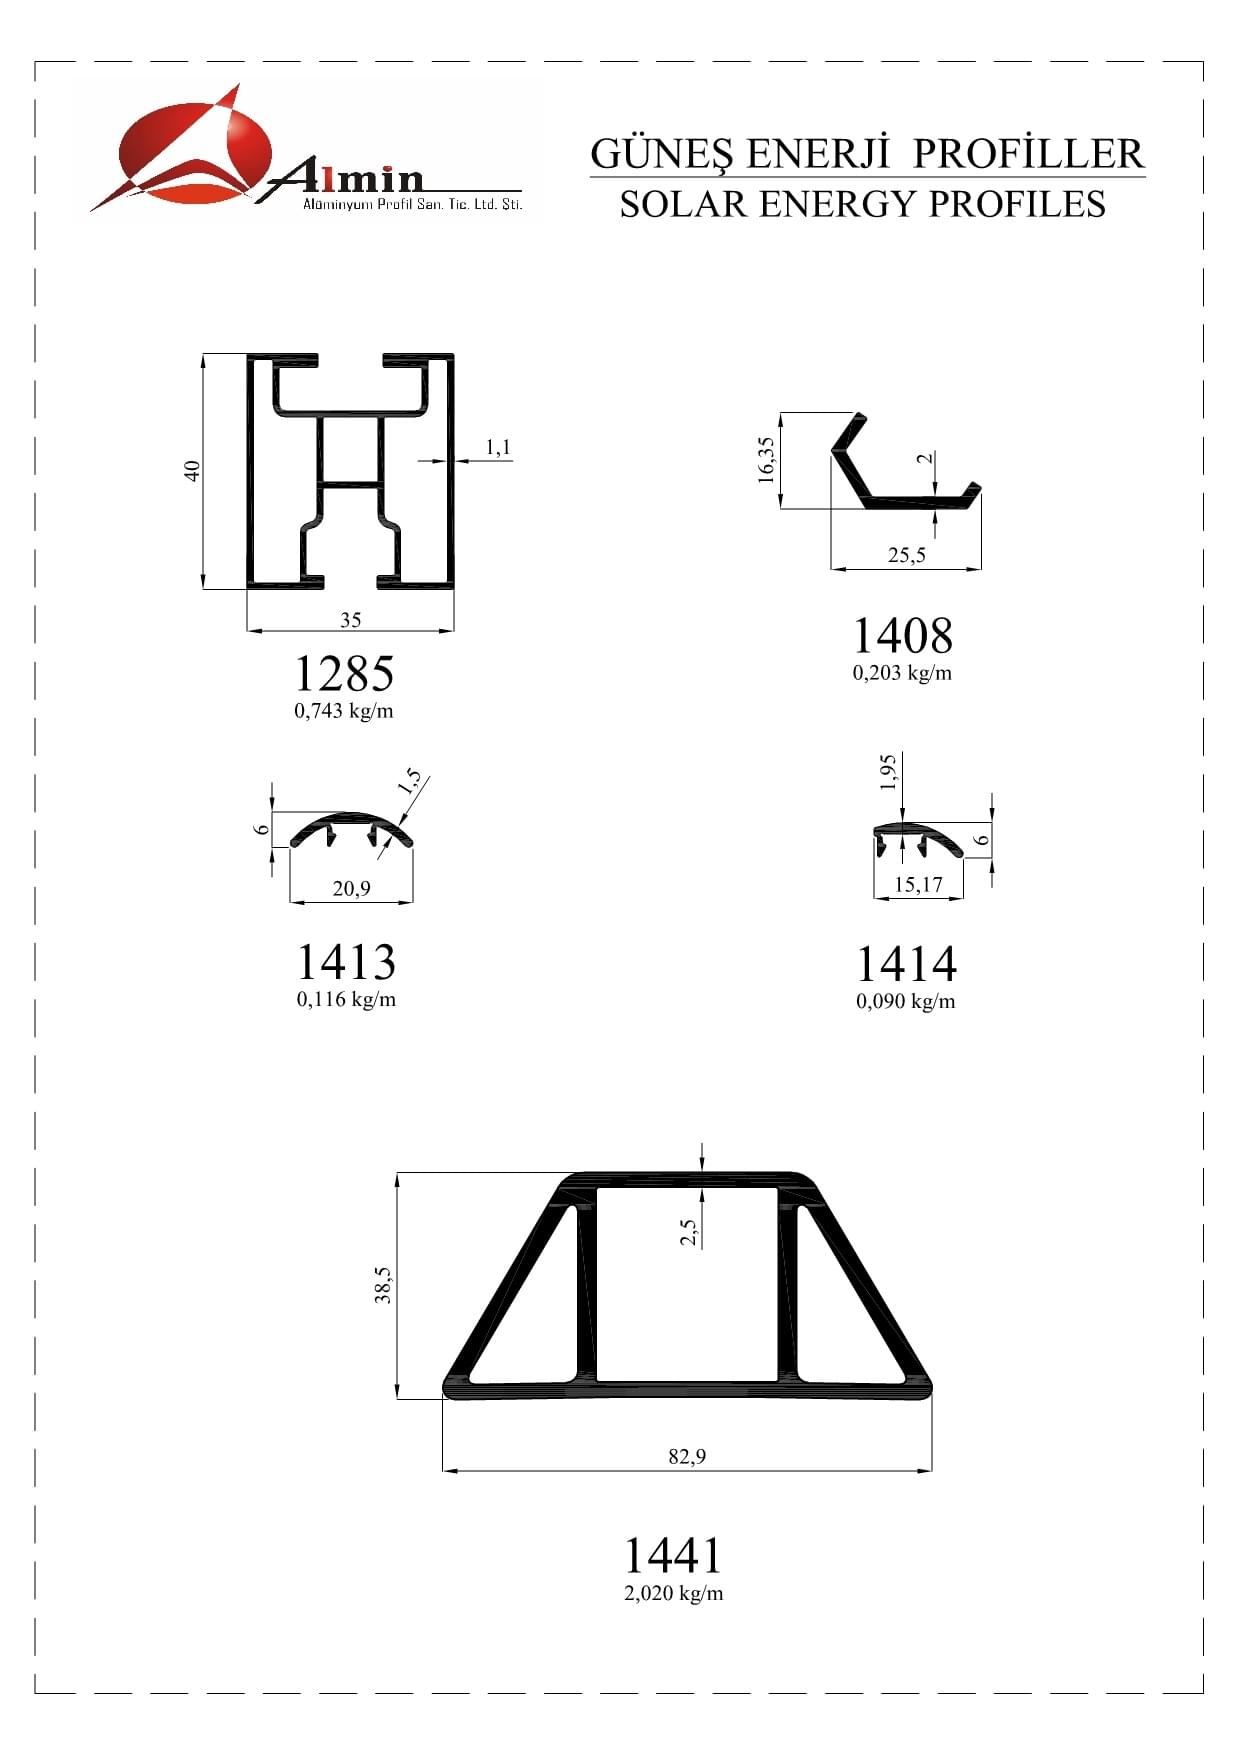 Almin
Alüminyum Profil San. Tic. Ltd. Şti.
GÜNEŞ ENERJİ PROFİLLER
SOLAR ENERGY PROFILES
40
1,1
35
1285
0,743 kg/m
16,35
2
25,5
1408
0,203 kg/m
6
1,5
20,9
1413
0,116 kg/m
1,95
6
15,17
1414
0,090 kg/m
38,5
2,5
82,9
1441
2,020 kg/m